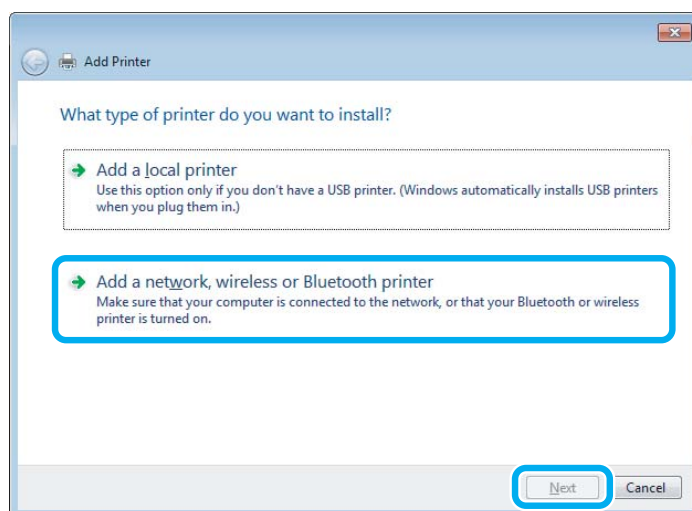 Add Printer
What type of printer do you want to install?
Add a local printer
Use this option only if you don't have a USB printer. (Windows automatically installs USB printers
when you plug them in.)
Add a network, wireless or Bluetooth printer
Make sure that your computer is connected to the network, or that your Bluetooth or wireless
printer is turned on.
Next
Cancel